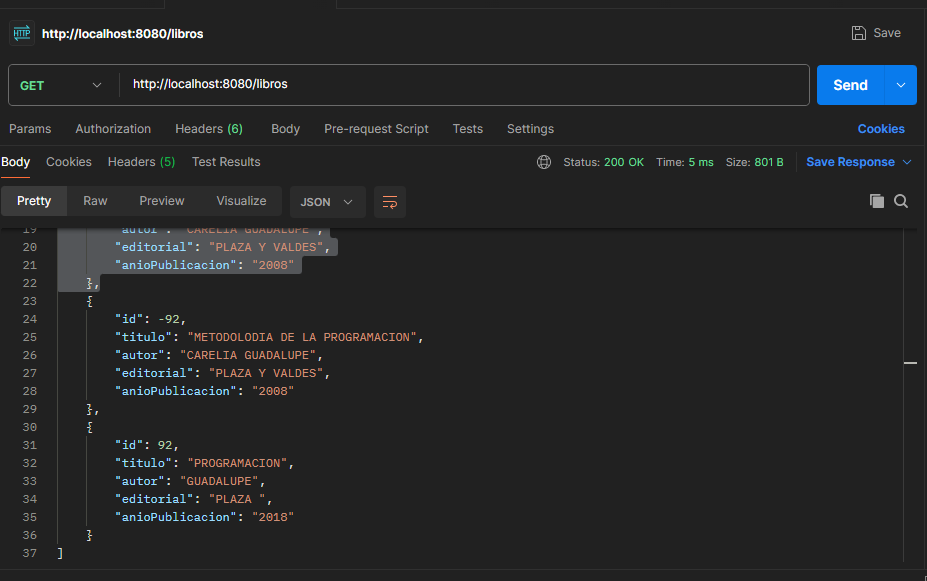 HTTP http://localhost:8080/libros Save
GET http://localhost:8080/libros Send
Params Authorization Headers (6) Body Pre-request Script Tests Settings Cookies
Body Cookies Headers (5) Test Results Status: 200 OK Time: 5 ms Size: 801 B Save Response
Pretty Raw Preview Visualize JSON
19 "autor": "CARELIA GUADALUPE",
20 "editorial": "PLAZA Y VALDES",
21 "anioPublicacion": "2008"
22 },
23 {
24 "id": -92,
25 "titulo": "METODOLODIA DE LA PROGRAMACION",
26 "autor": "CARELIA GUADALUPE",
27 "editorial": "PLAZA Y VALDES",
28 "anioPublicacion": "2008"
29 },
30 {
31 "id": 92,
32 "titulo": "PROGRAMACION",
33 "autor": "GUADALUPE",
34 "editorial": "PLAZA ",
35 "anioPublicacion": "2018"
36 }
37 ]